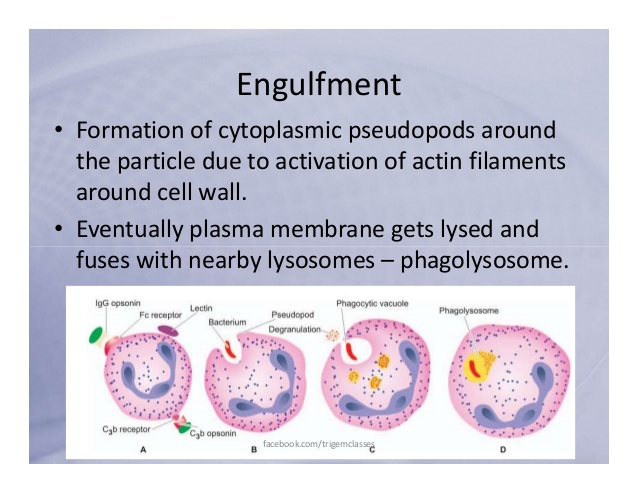 Engulfment
• Formation of cytoplasmic pseudopods around
the particle due to activation of actin filaments
around cell wall.
• Eventually plasma membrane gets lysed and
fuses with nearby lysosomes – phagolysosome.
IgG opsonin
Fc receptor
Lectin
Bacterium
Pseudopod
Degranulation
Phagocytic vacuole
Phagolysosome
C3b receptor
C3b opsonin
facebook.com/trigemclasses
A
B
C
D